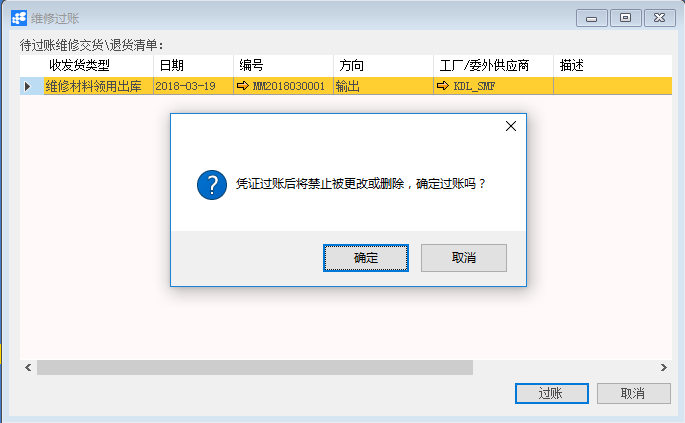 维修过账
待过账维修交货\退货清单：
收发货类型 日期 编号 方向 工厂/委外供应商 描述
维修材料领用出库 2018-03-19 MM2018030001 输出 KDL_SMF
凭证过账后将禁止被更改或删除，确定过账吗？
确定 取消
过账 取消